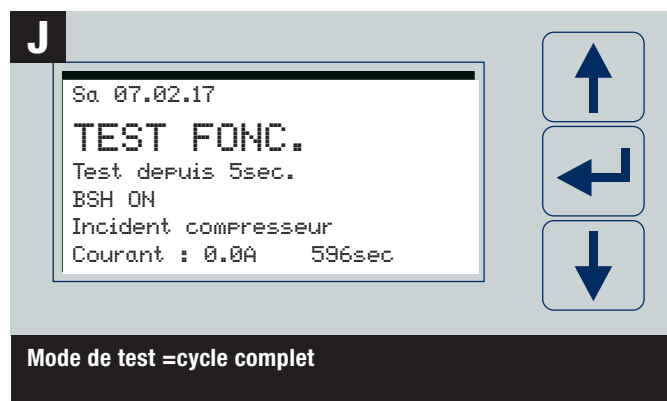 J
Sa 07.02.17
TEST FONC.
Test depuis 5sec.
BSH ON
Incident compresseur
Courant : 0.0A 596sec
Mode de test =cycle complet